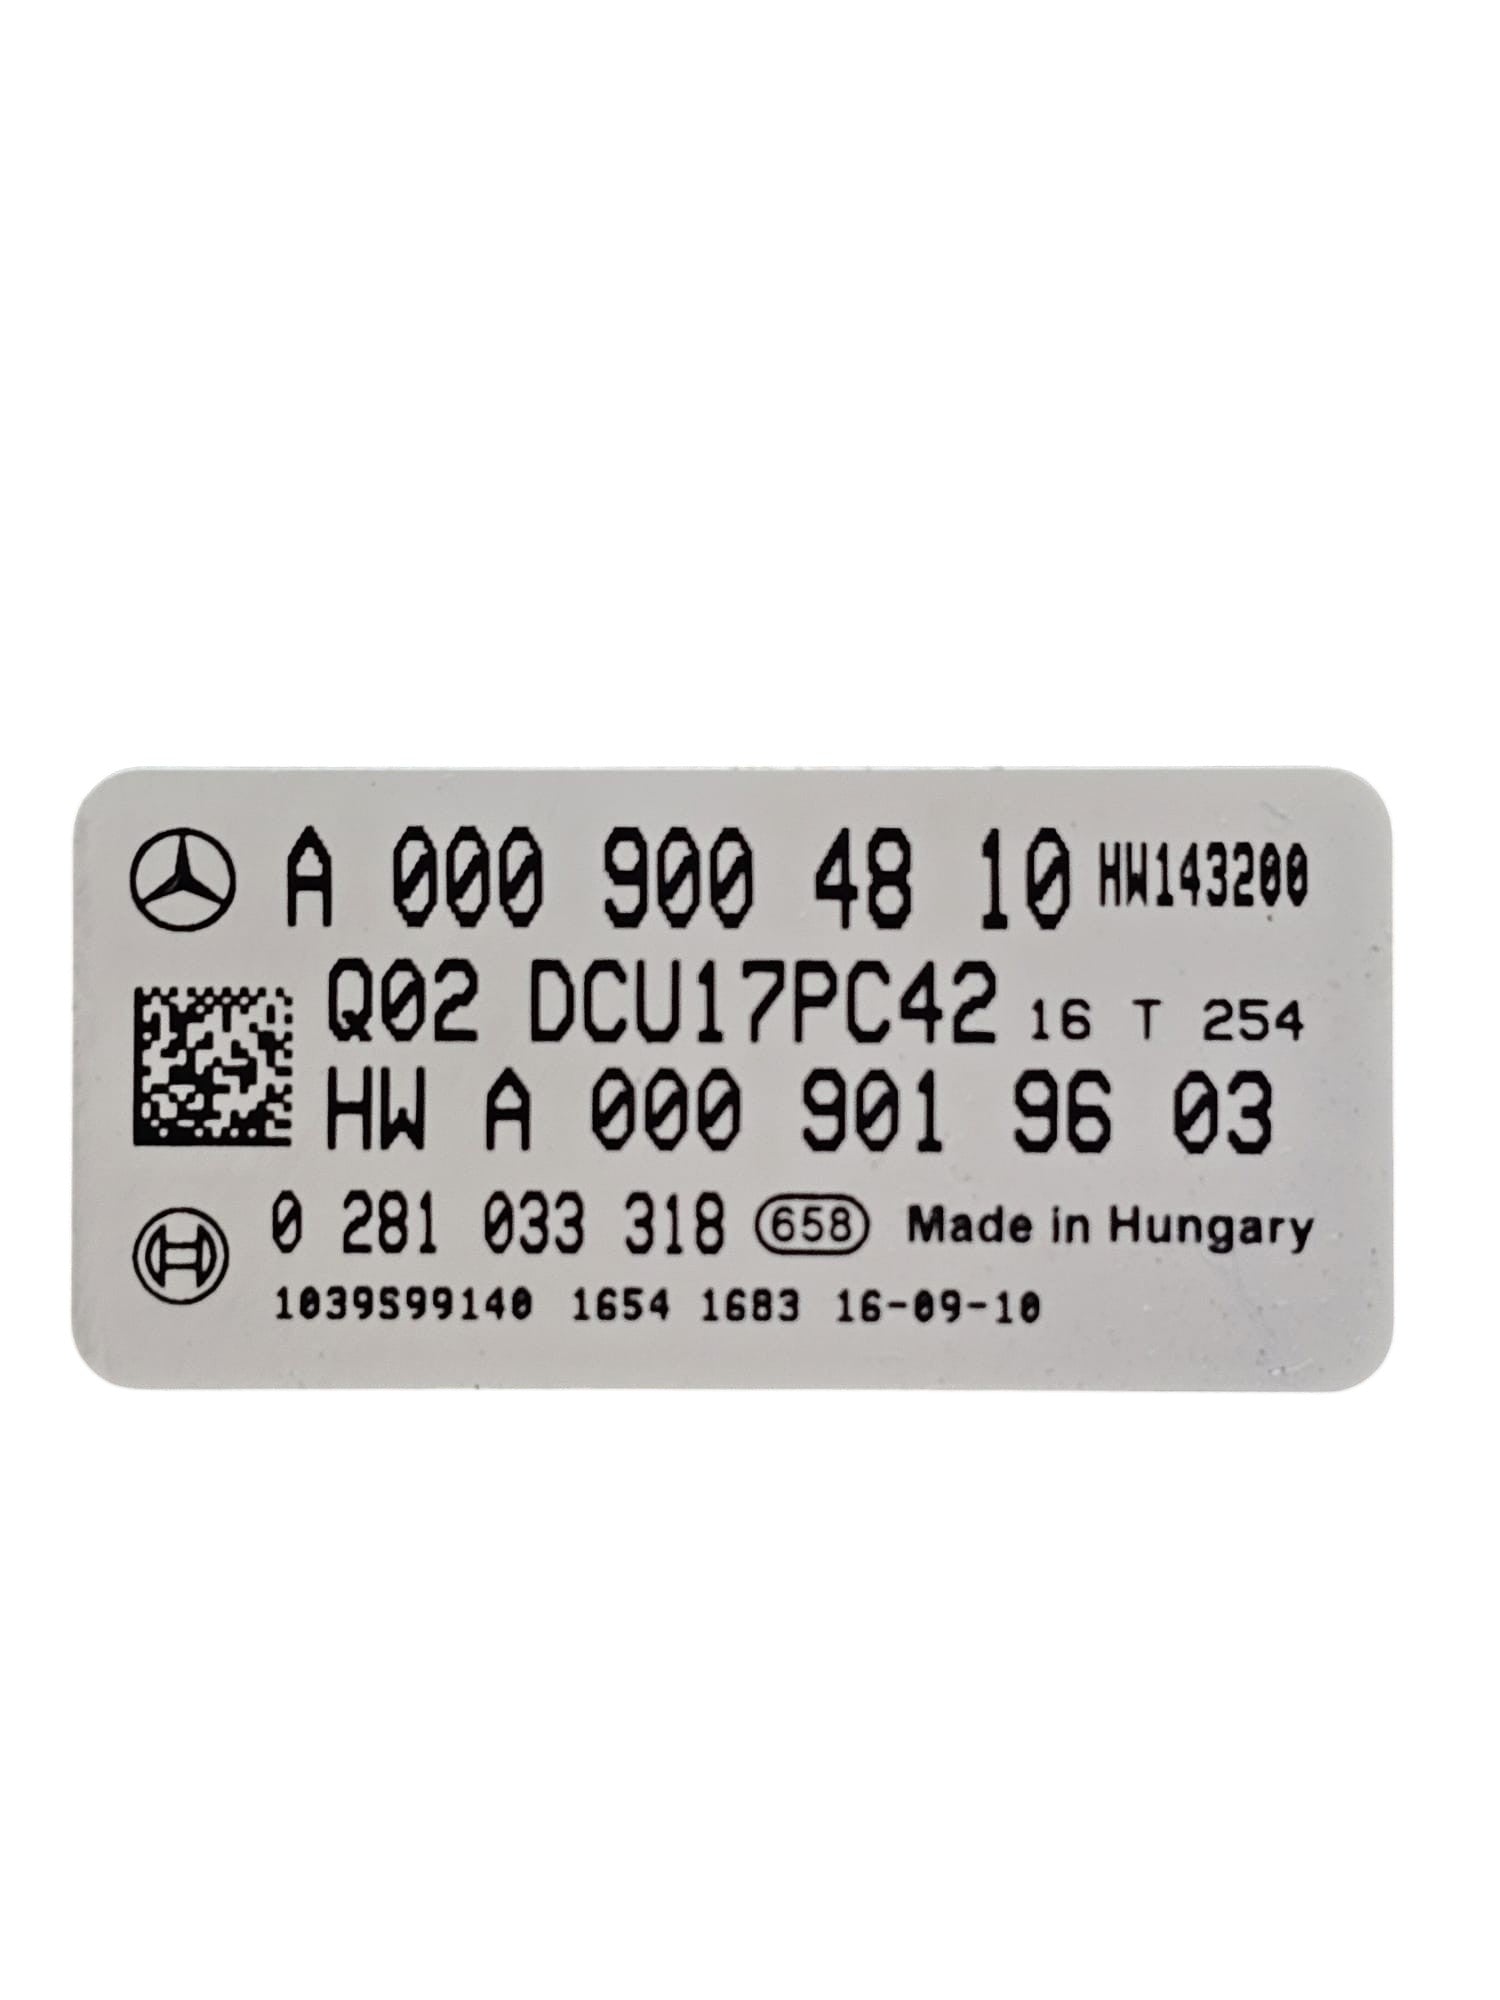 A 000 900 48 10 HW143200
Q02 DCU17PC42 16 T 254
HW A 000 901 96 03
0 281 033 318 658 Made in Hungary
1039S99140 1654 1683 16-09-10